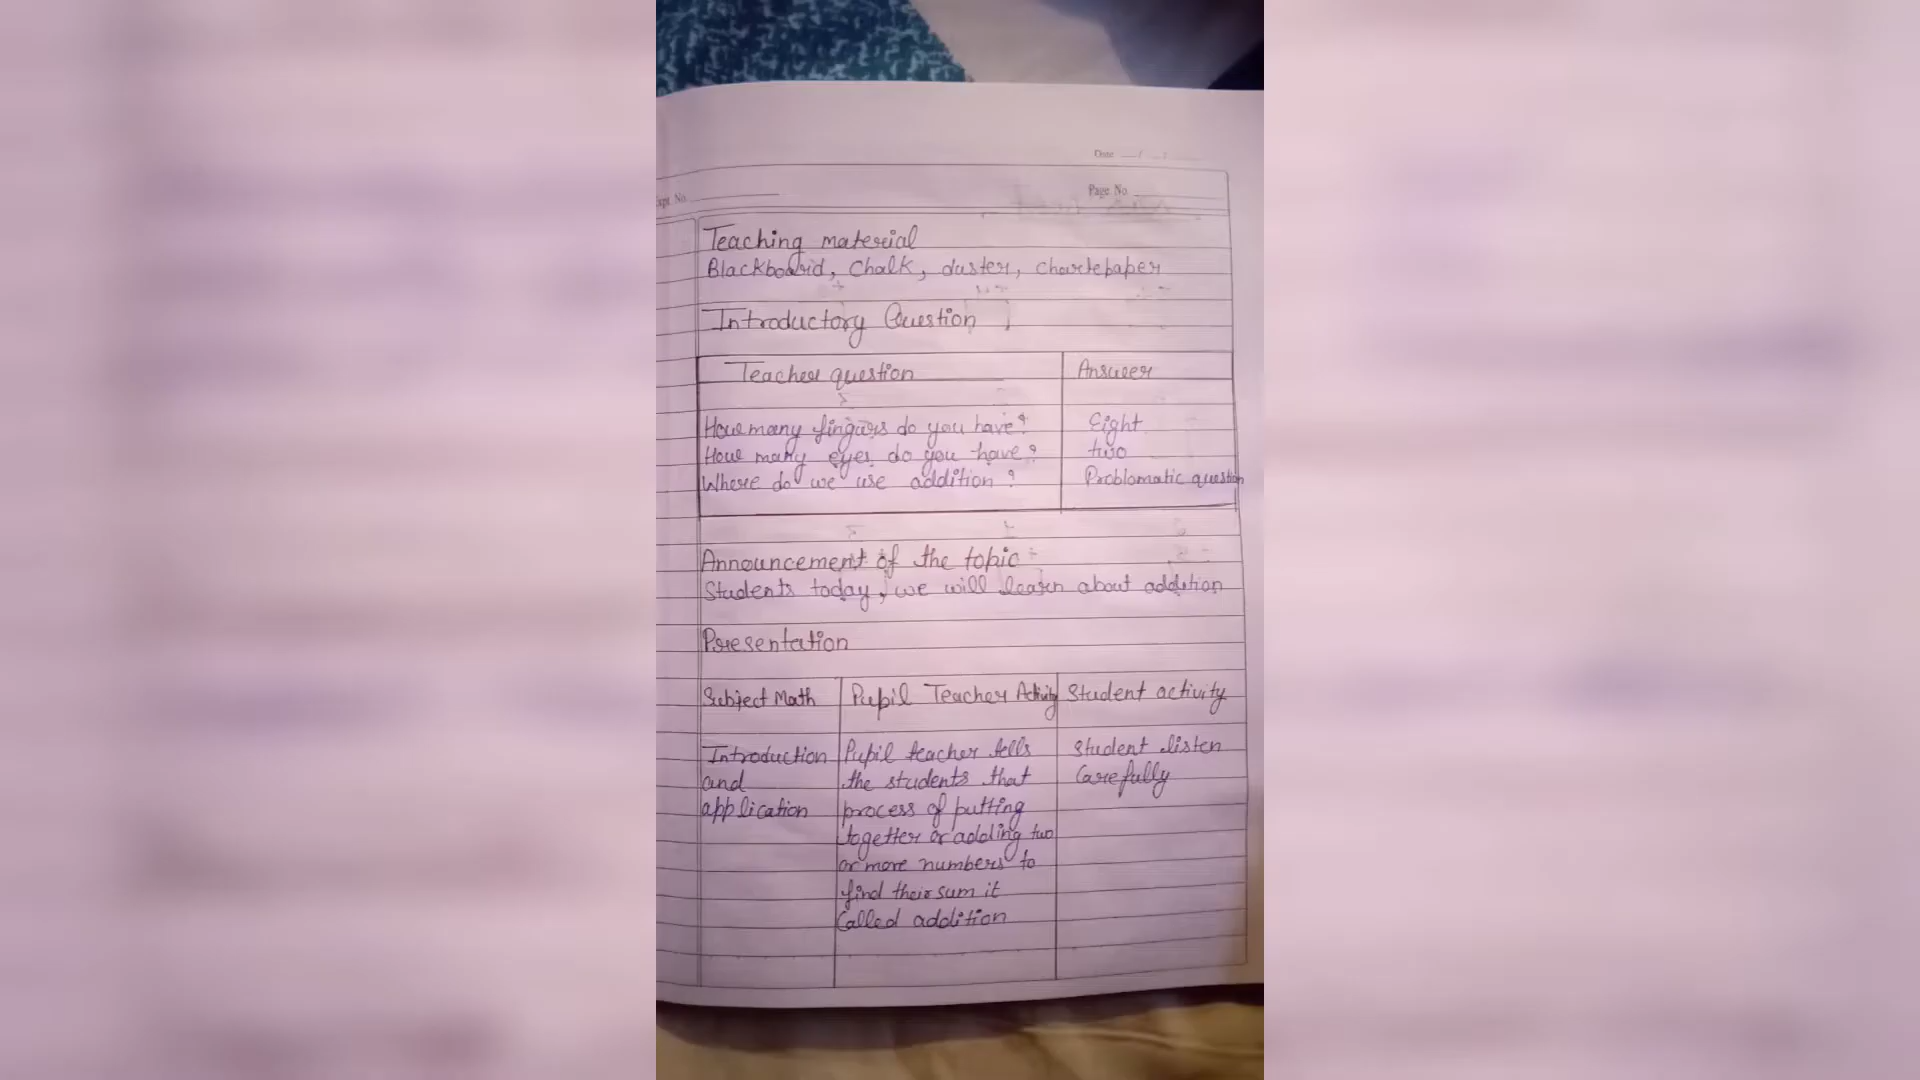 Date
Expt. No.
Page No.
Teaching material
Blackboard, Chalk, duster, chartepaper
Introductory Question
Teacher question Answer
How many fingers do you have? Eight
How many eyes do you have? two
Where do we use addition? Problomatic question
Announcement of the topic :-
Students today, we will learn about addition
Presentation
Subject Math Pupil Teacher Activity Student activity
Introduction Pupil teacher tells Student listen
and the students that Carefully
application process of putting
togetter or adding two
or more numbers to
find their sum it
Called addition